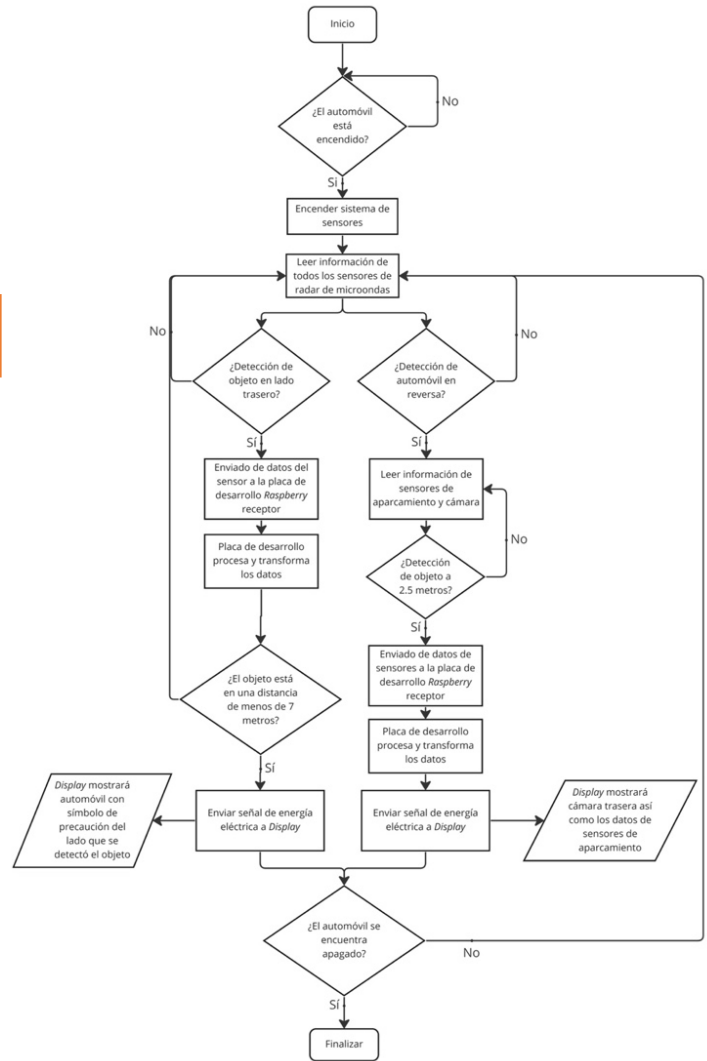 Inicio
¿El automóvil
está
encendido?
No
Sí
Encender sistema de
sensores
Leer información de
todos los sensores de
radar de microondas
No
No
¿Detección de
objeto en lado
trasero?
¿Detección de
automóvil en
reversa?
Sí
Sí
Enviado de datos del
sensor a la placa de
desarrollo Raspberry
receptor
Leer información de
sensores de
aparcamiento y cámara
Placa de desarrollo
procesa y transforma
los datos
No
¿Detección
de objeto a
2.5 metros?
Sí
Enviado de datos de
sensores a la placa de
desarrollo Raspberry
receptor
¿El objeto está
en una distancia
de menos de 7
metros?
Placa de desarrollo
procesa y transforma
los datos
Sí
Display mostrará
automóvil con
símbolo de
precaución del
lado que se
detectó el objeto
Enviar señal de energía
eléctrica a Display
Enviar señal de energía
eléctrica a Display
Display mostrará
cámara trasera así
como los datos de
sensores de
aparcamiento
¿El automóvil se
encuentra
apagado?
No
Sí
Finalizar